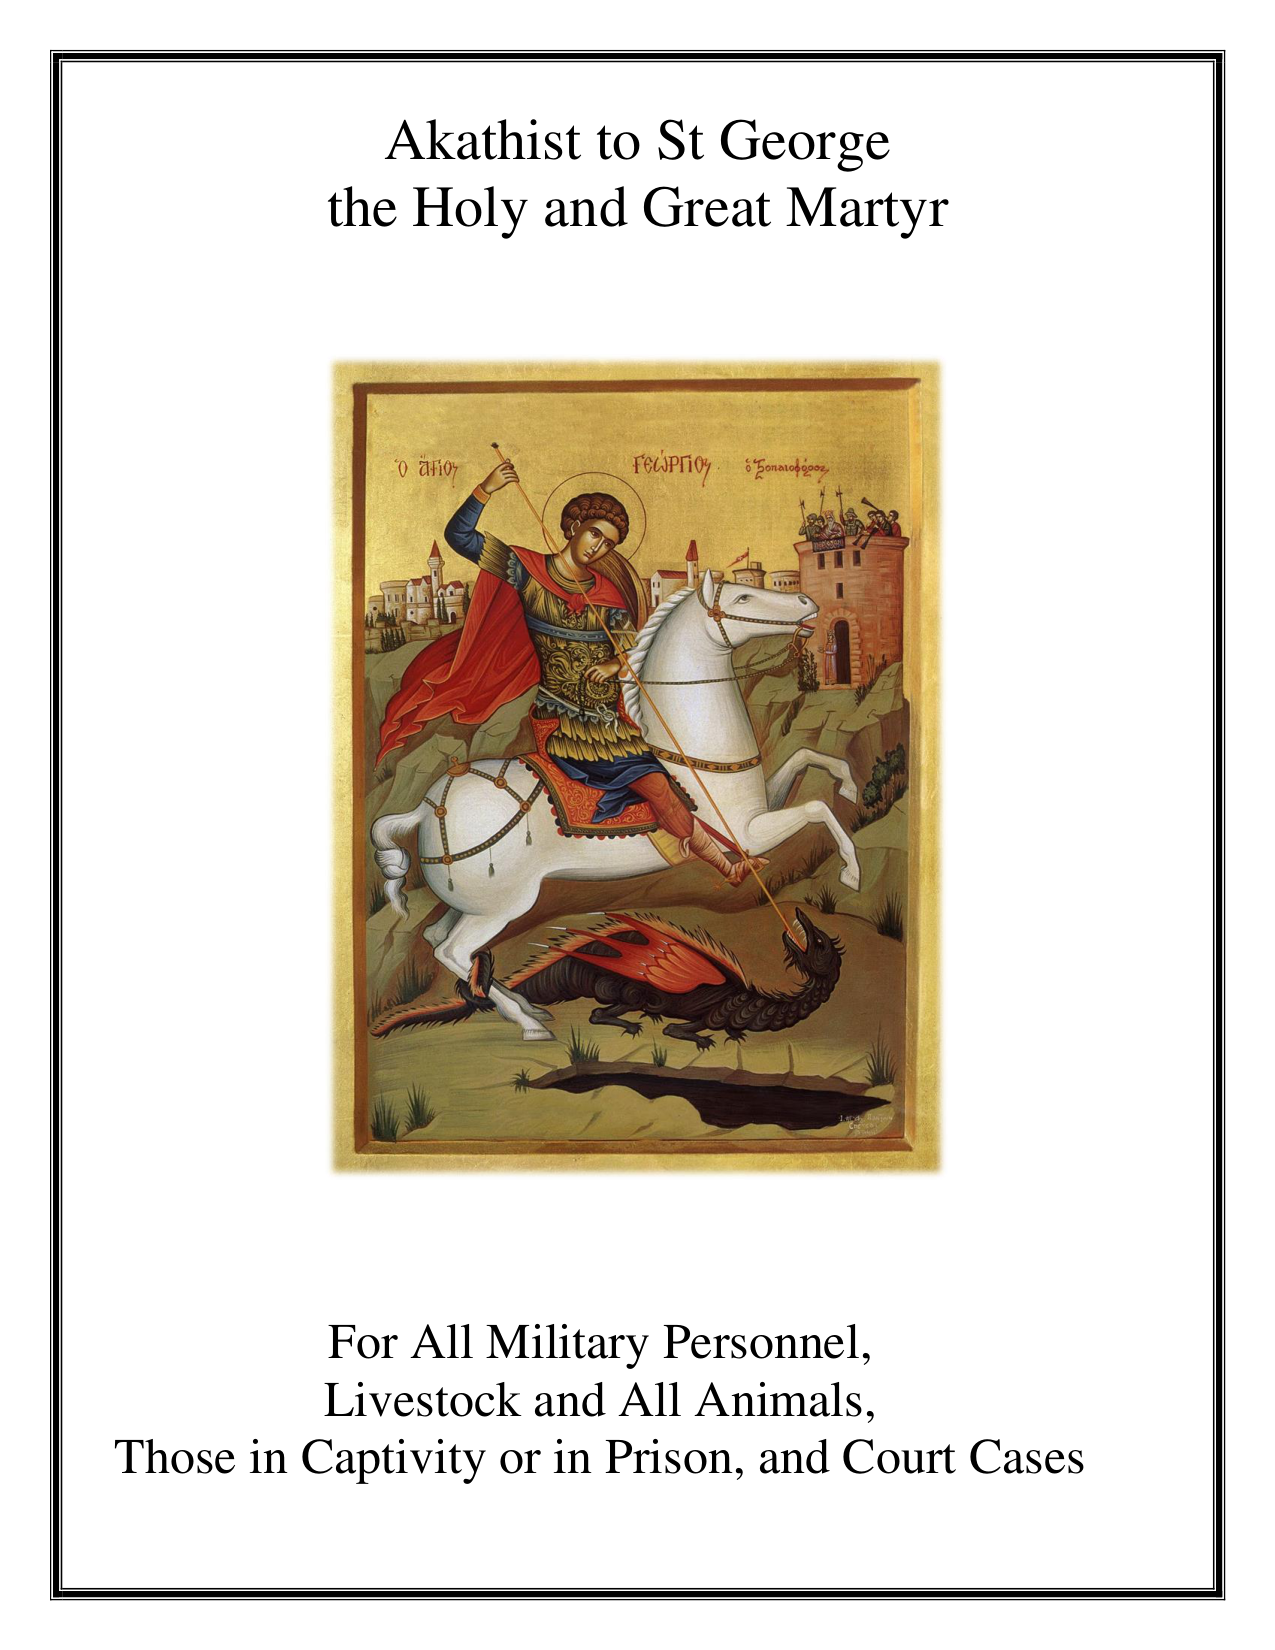 Akathist to St George
the Holy and Great Martyr
Ὁ ἍΓΙΟς ΓΕΏΡΓΙΟς ὁ Τροπαιοφόρος
For All Military Personnel,
Livestock and All Animals,
Those in Captivity or in Prison, and Court Cases